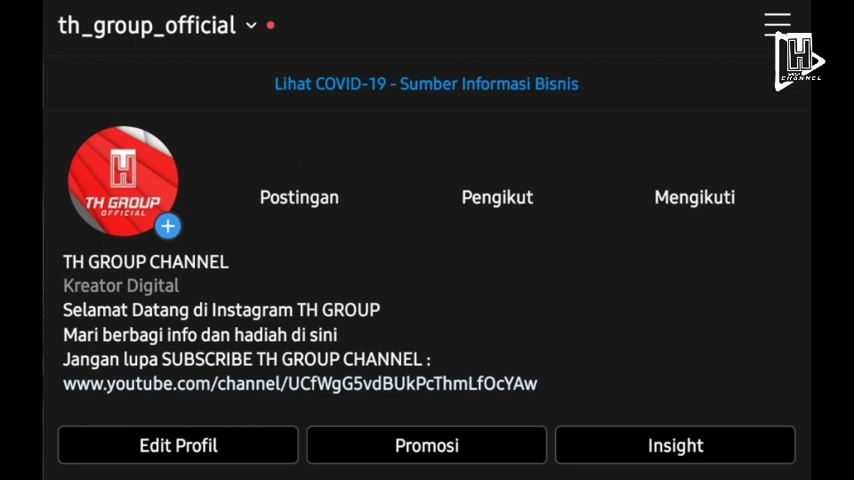 th_group_official
H
GROUP
CHANNEL
Lihat COVID-19 - Sumber Informasi Bisnis
TH GROUP
OFFICIAL
Postingan Pengikut Mengikuti
TH GROUP CHANNEL
Kreator Digital
Selamat Datang di Instagram TH GROUP
Mari berbagi info dan hadiah di sini
Jangan lupa SUBSCRIBE TH GROUP CHANNEL :
www.youtube.com/channel/UCfWgG5vdBUkPcThmLfOcYAw
Edit Profil Promosi Insight